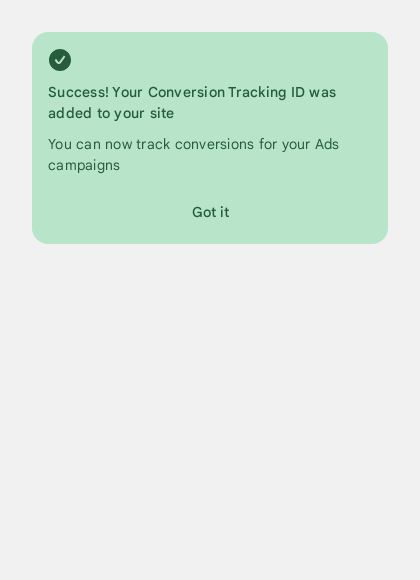 Success! Your Conversion Tracking ID was
added to your site
You can now track conversions for your Ads
campaigns
Got it